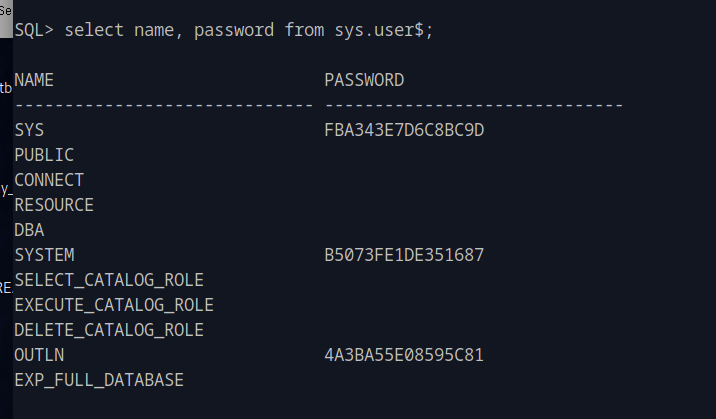 Se
SQL> select name, password from sys.user$;
NAME PASSWORD
------------------------------ ------------------------------
tb
SYS FBA343E7D6C8BC9D
PUBLIC
CONNECT
y_
RESOURCE
DBA
SYSTEM B5073FE1DE351687
SELECT_CATALOG_ROLE
RE
EXECUTE_CATALOG_ROLE
DELETE_CATALOG_ROLE
OUTLN 4A3BA55E08595C81
EXP_FULL_DATABASE